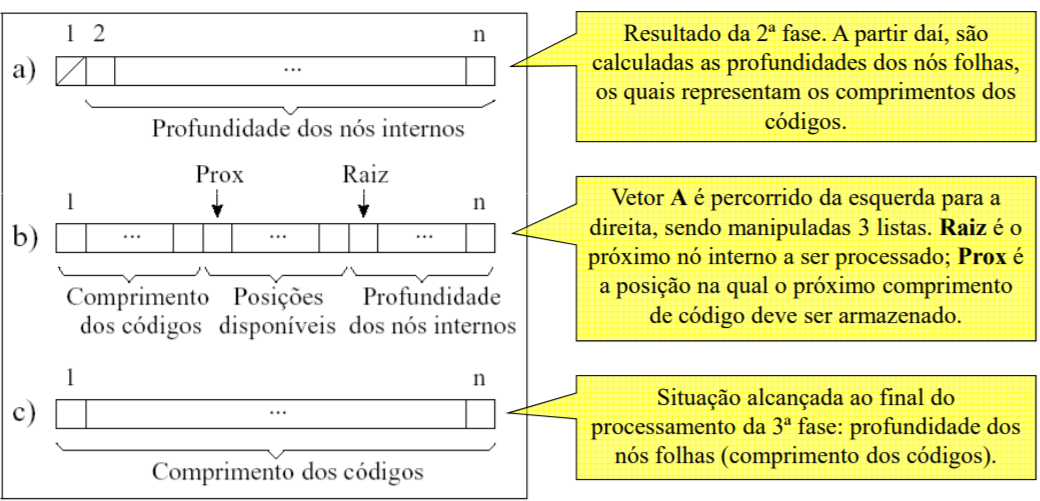 1 2 n
a) ...
Profundidade dos nós internos
Resultado da 2ª fase. A partir daí, são
calculadas as profundidades dos nós folhas,
os quais representam os comprimentos dos
códigos.
Prox Raiz
1 n
b) ... ... ...
Comprimento Posições Profundidade
dos códigos disponíveis dos nós internos
Vetor A é percorrido da esquerda para a
direita, sendo manipuladas 3 listas. Raiz é o
próximo nó interno a ser processado; Prox é
a posição na qual o próximo comprimento
de código deve ser armazenado.
1 n
c) ...
Comprimento dos códigos
Situação alcançada ao final do
processamento da 3ª fase: profundidade dos
nós folhas (comprimento dos códigos).